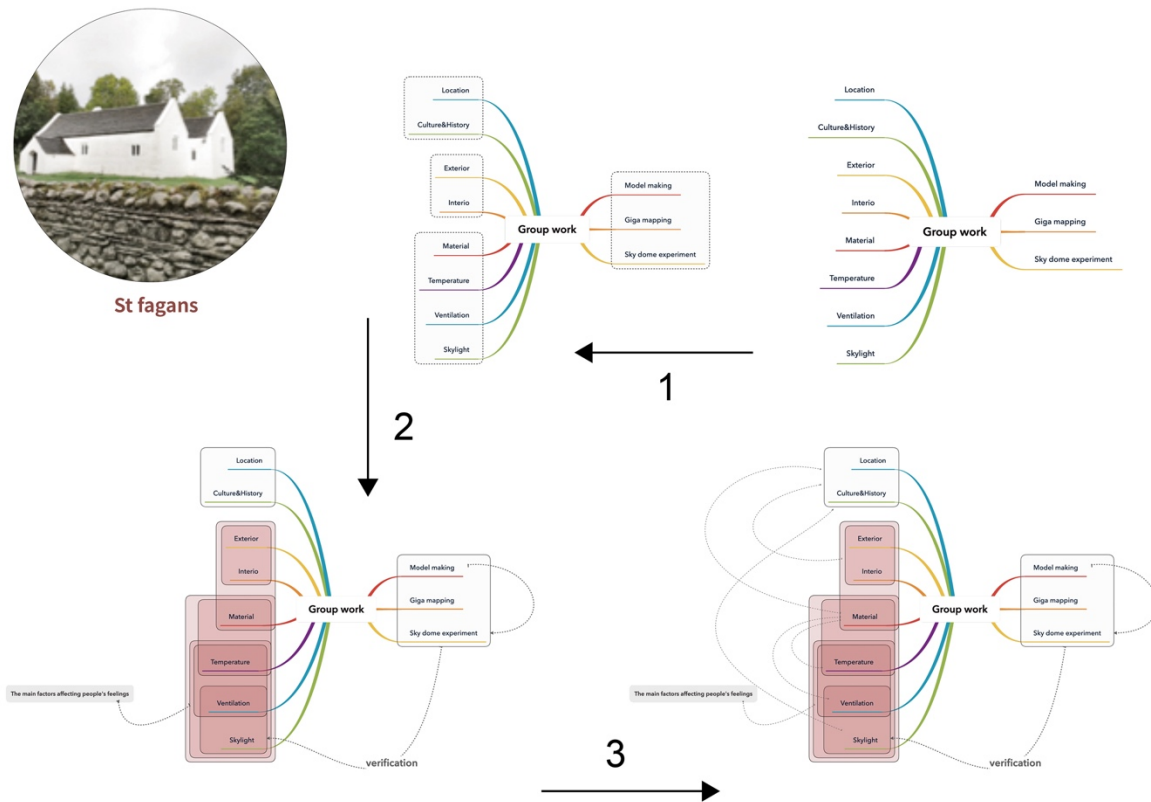 St fagans
Location
Culture&History
Exterior
Interio
Material
Temperature
Ventilation
Skylight
Group work
Model making
Giga mapping
Sky dome experiment
Location
Culture&History
Exterior
Interio
Material
Temperature
Ventilation
Skylight
Group work
Model making
Giga mapping
Sky dome experiment
1
2
Location
Culture&History
Exterior
Interio
Material
Temperature
Ventilation
Skylight
Group work
Model making
Giga mapping
Sky dome experiment
The main factors affecting people's feelings
verification
3
Location
Culture&History
Exterior
Interio
Material
Temperature
Ventilation
Skylight
Group work
Model making
Giga mapping
Sky dome experiment
The main factors affecting people's feelings
verification